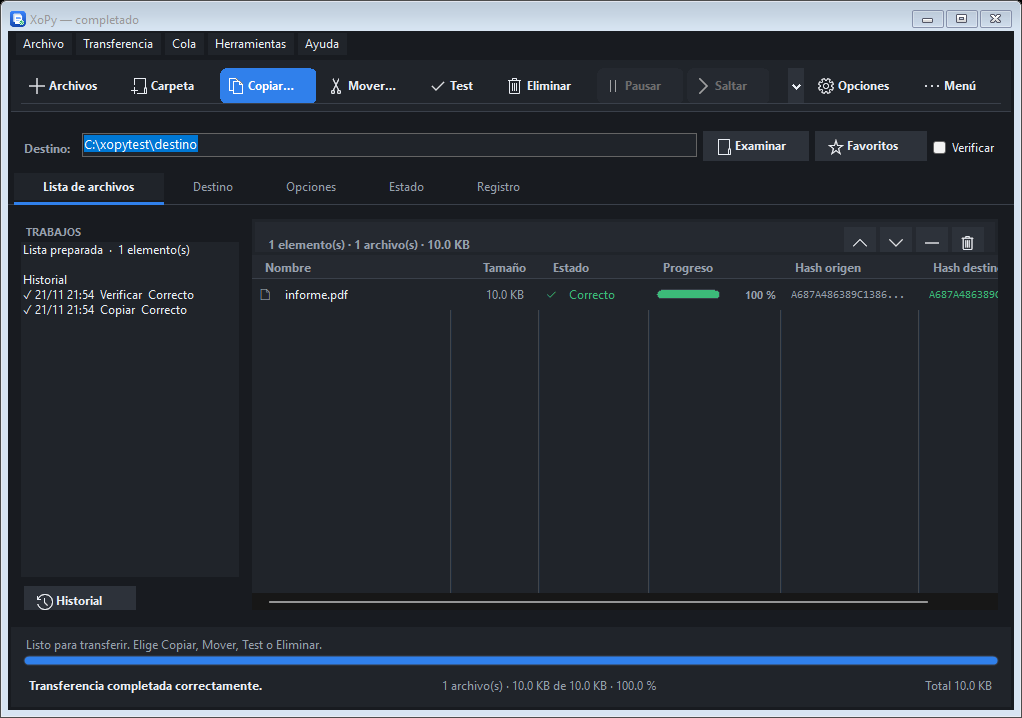 XoPy — completado
Archivo Transferencia Cola Herramientas Ayuda
Archivos Carpeta Copiar... Mover... Test Eliminar Pausar Saltar Opciones ··· Menú
Destino: C:\xopytest\destino Examinar Favoritos Verificar
Lista de archivos Destino Opciones Estado Registro
TRABAJOS
Lista preparada · 1 elemento(s)
Historial
✓ 21/11 21:54 Verificar Correcto
✓ 21/11 21:54 Copiar Correcto
Historial
1 elemento(s) · 1 archivo(s) · 10.0 KB
Nombre Tamaño Estado Progreso Hash origen Hash destin
informe.pdf 10.0 KB ✓ Correcto 100 % A687A486389C1386... A687A486389C
Listo para transferir. Elige Copiar, Mover, Test o Eliminar.
Transferencia completada correctamente. 1 archivo(s) · 10.0 KB de 10.0 KB · 100.0 % Total 10.0 KB